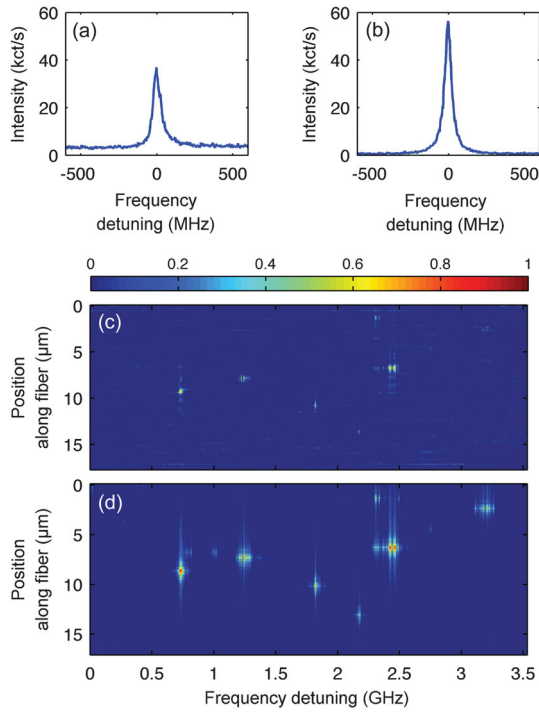 (a)
60
40
20
0
Intensity (kct/s)
-500 0 500
Frequency
detuning (MHz)
(b)
60
40
20
0
Intensity (kct/s)
-500 0 500
Frequency
detuning (MHz)
0 0.2 0.4 0.6 0.8 1
(c)
0
5
10
15
Position
along fiber (μm)
(d)
0
5
10
15
Position
along fiber (μm)
0 0.5 1 1.5 2 2.5 3 3.5
Frequency detuning (GHz)